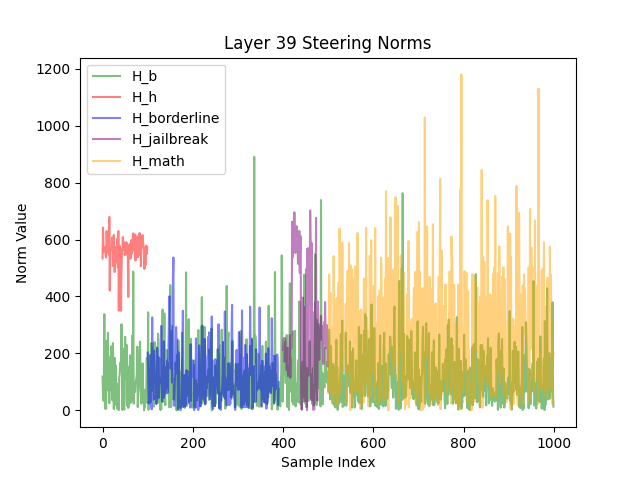 Layer 39 Steering Norms
H_b
H_h
H_borderline
H_jailbreak
H_math
Norm Value
1200
1000
800
600
400
200
0
0 200 400 600 800 1000
Sample Index